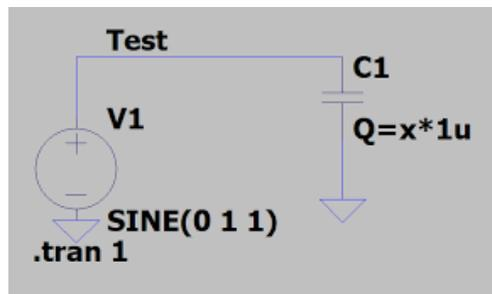 Test
C1
V1
Q=x*1u
SINE(0 1 1)
.tran 1